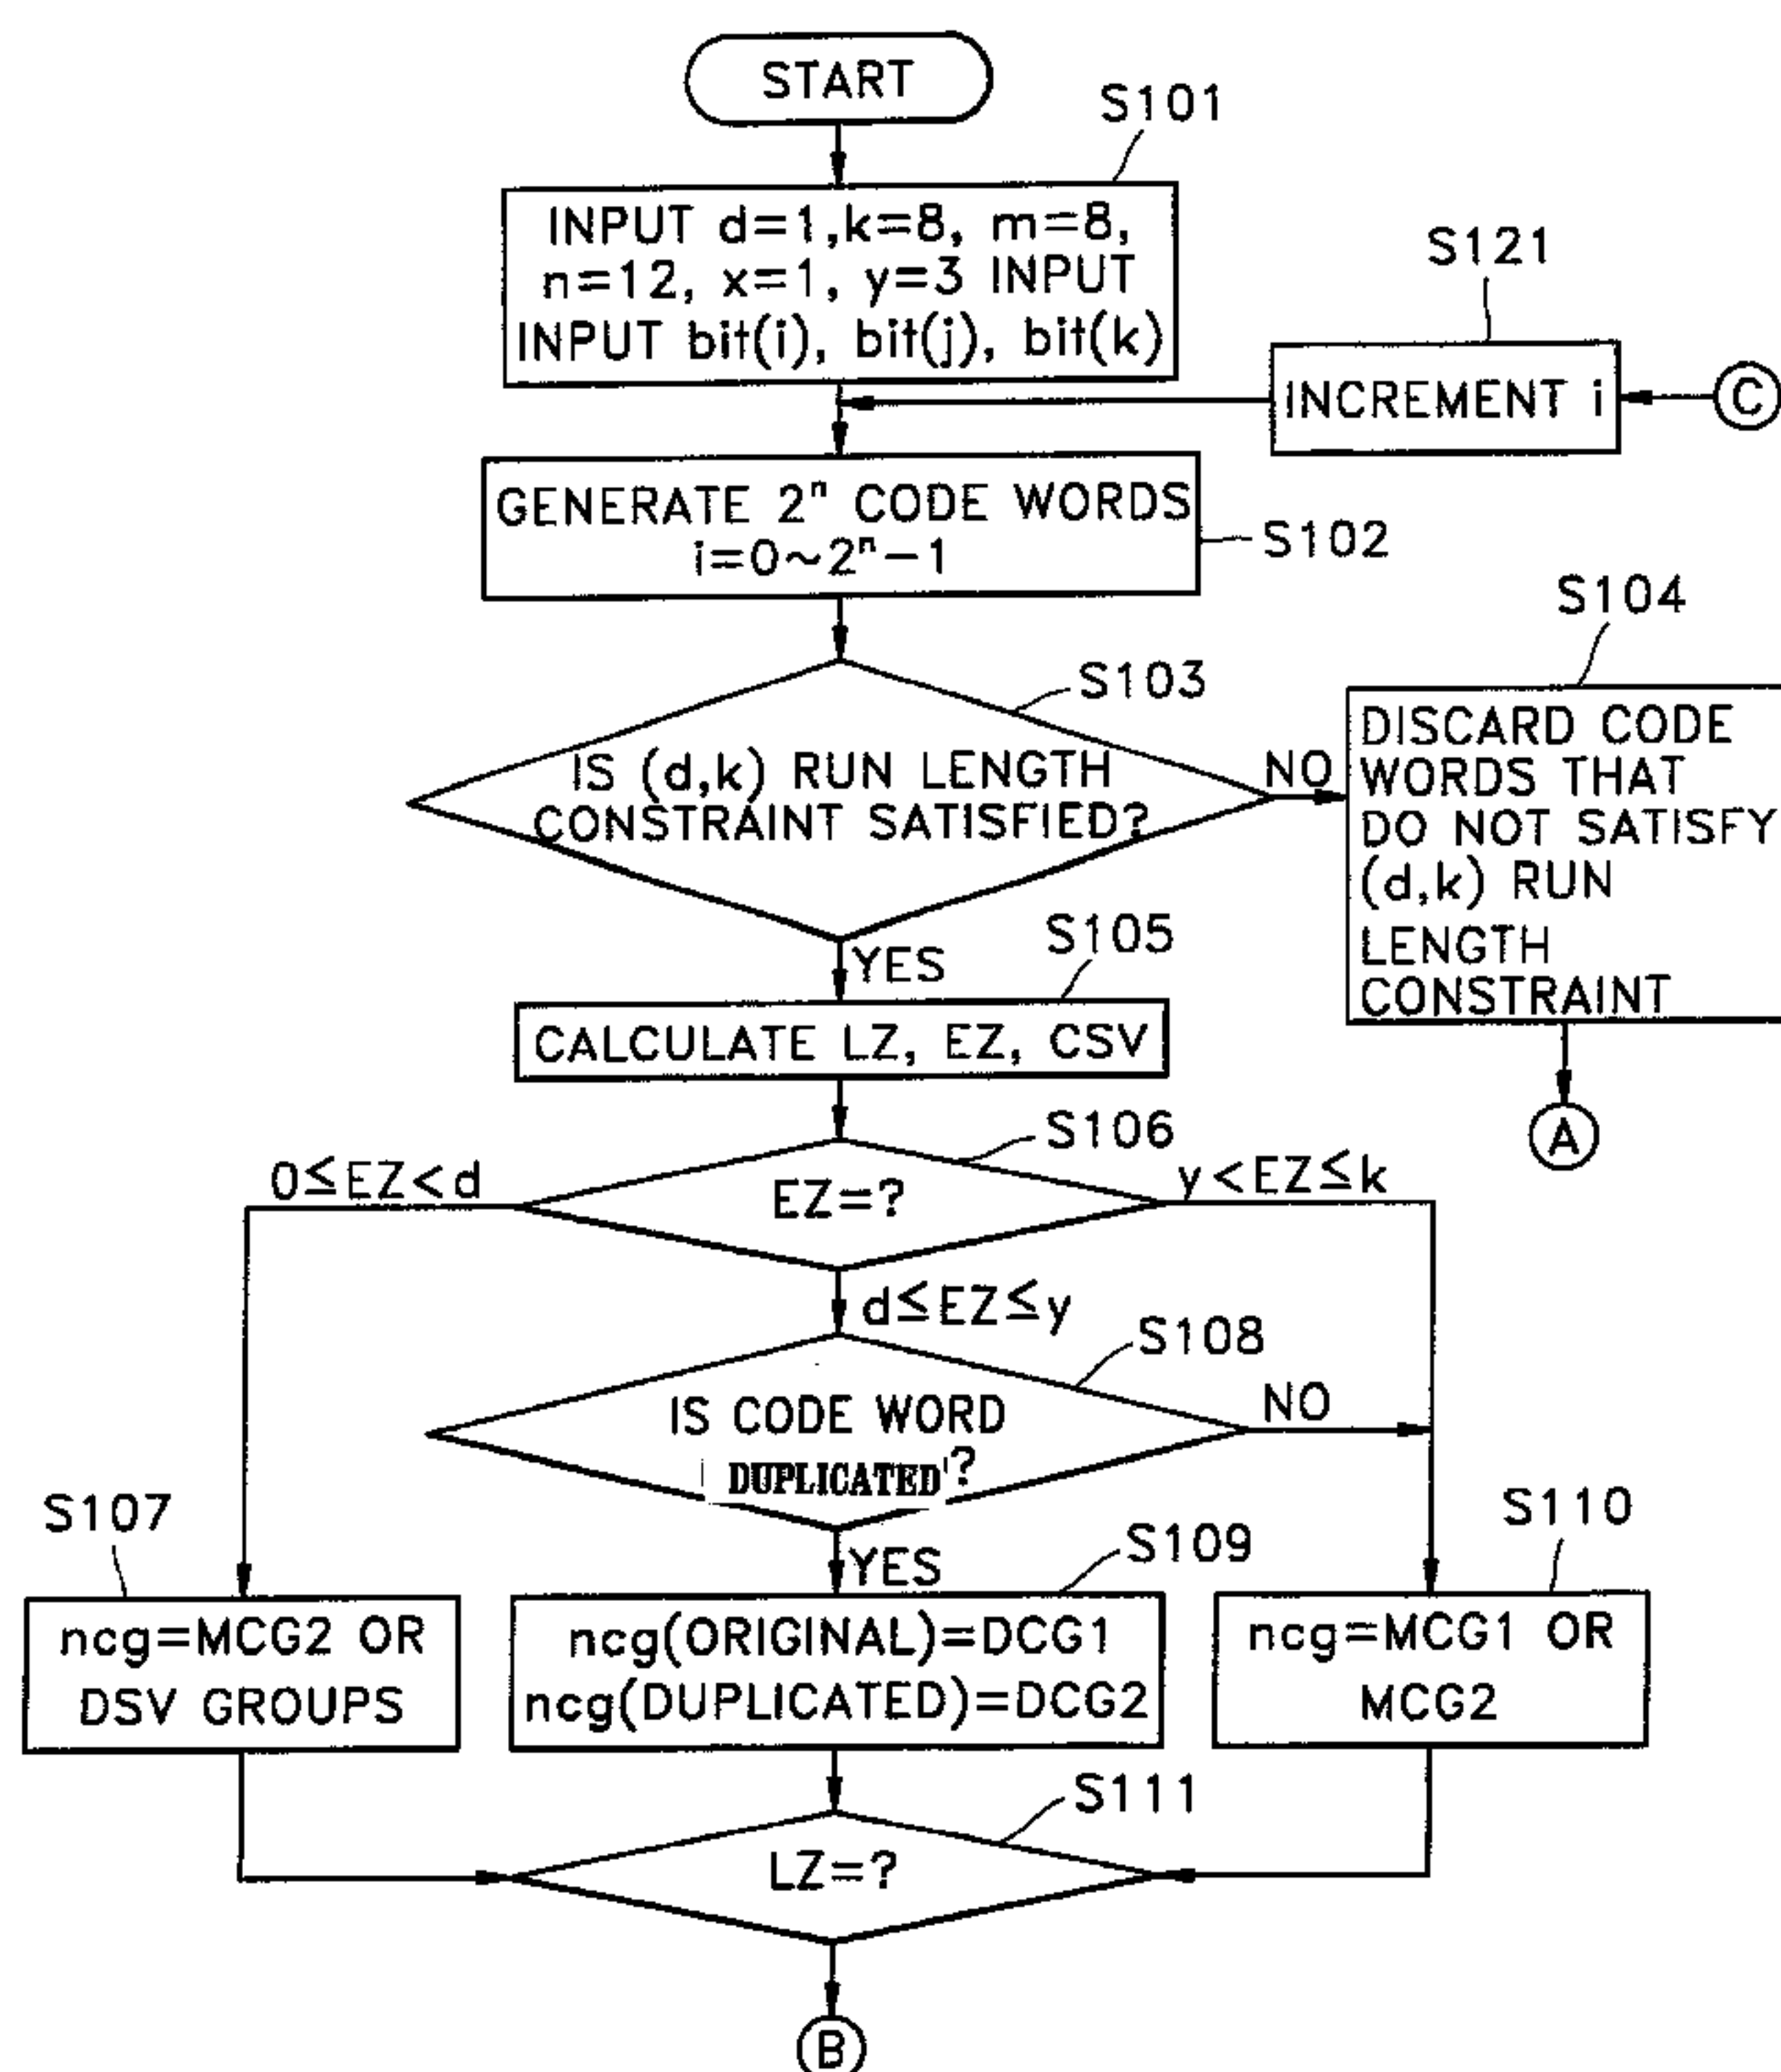 START
S101
INPUT d=1,k=8, m=8,
n=12, x=1, y=3 INPUT
INPUT bit(i), bit(j), bit(k)
S121
INCREMENT i
C
GENERATE 2ⁿ CODE WORDS
i=0~2ⁿ-1
S102
S103
IS (d,k) RUN LENGTH
CONSTRAINT SATISFIED?
NO
S104
DISCARD CODE
WORDS THAT
DO NOT SATISFY
(d,k) RUN
LENGTH
CONSTRAINT
A
YES
S105
CALCULATE LZ, EZ, CSV
S106
0≤EZ<d
EZ=?
y<EZ≤k
d≤EZ≤y
S108
IS CODE WORD
DUPLICATED'?
NO
S107
ncg=MCG2 OR
DSV GROUPS
YES
S109
ncg(ORIGINAL)=DCG1
ncg(DUPLICATED)=DCG2
S110
ncg=MCG1 OR
MCG2
S111
LZ=?
B